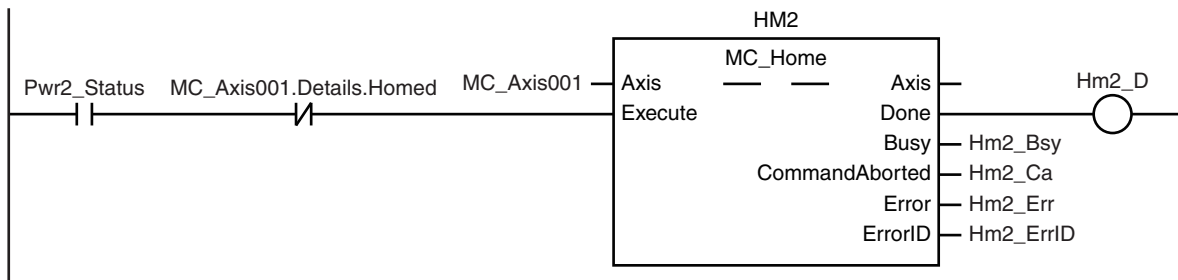 HM2
MC_Home
Pwr2_Status MC_Axis001.Details.Homed MC_Axis001 Axis Axis Hm2_D
Execute Done
Busy Hm2_Bsy
CommandAborted Hm2_Ca
Error Hm2_Err
ErrorID Hm2_ErrID